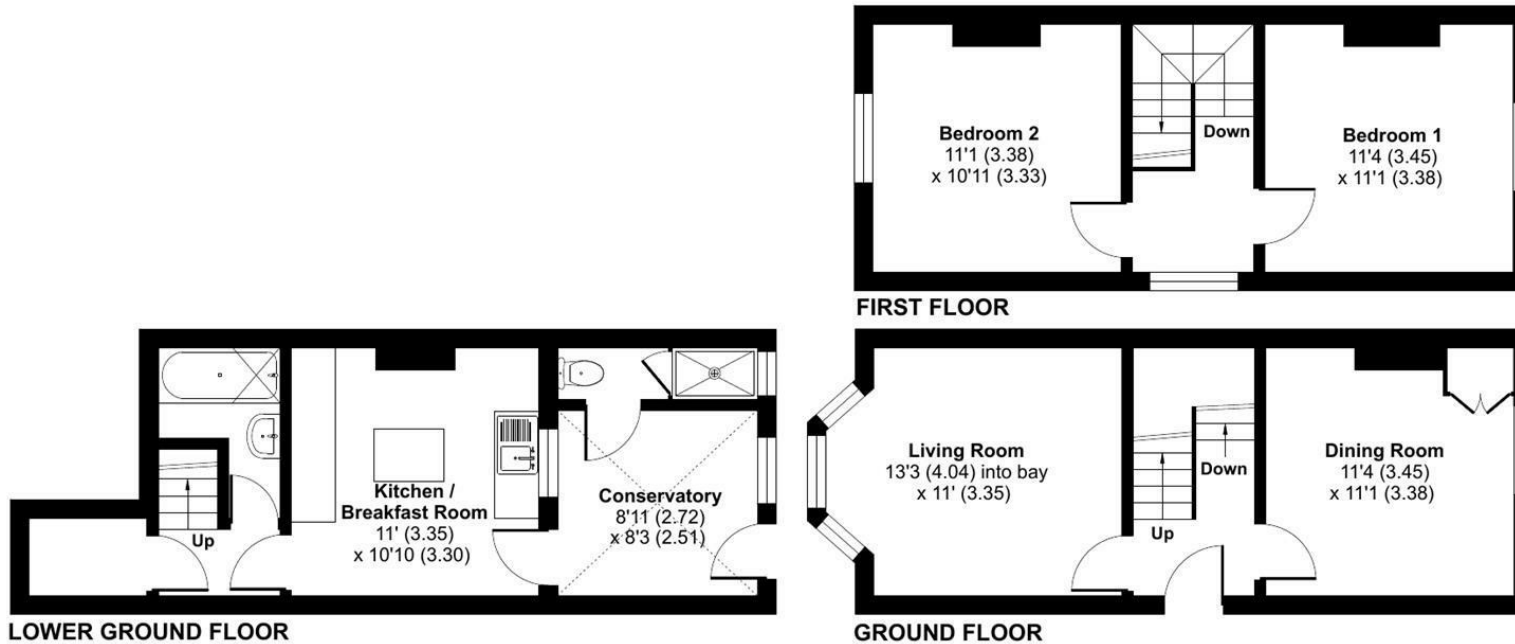 Bedroom 2
11'1 (3.38)
x 10'11 (3.33)
Down
Bedroom 1
11'4 (3.45)
x 11'1 (3.38)
FIRST FLOOR
Kitchen /
Breakfast Room
11' (3.35)
x 10'10 (3.30)
Up
Conservatory
8'11 (2.72)
x 8'3 (2.51)
LOWER GROUND FLOOR
Living Room
13'3 (4.04) into bay
x 11' (3.35)
Up
Down
Dining Room
11'4 (3.45)
x 11'1 (3.38)
GROUND FLOOR